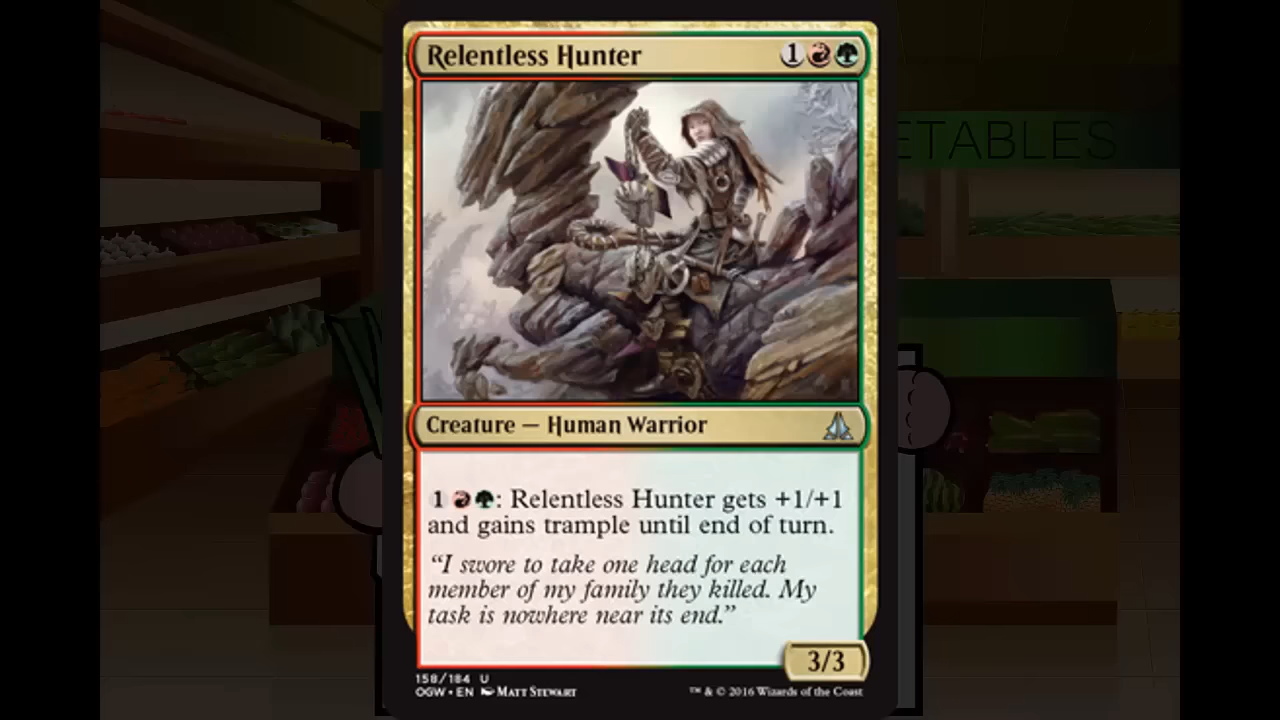 Relentless Hunter 1
ETABLES
Creature — Human Warrior
1 : Relentless Hunter gets +1/+1
and gains trample until end of turn.
“I swore to take one head for each
member of my family they killed. My
task is nowhere near its end.”
3/3
158/184 U
OGW • EN Matt Stewart
™ & © 2016 Wizards of the Coast